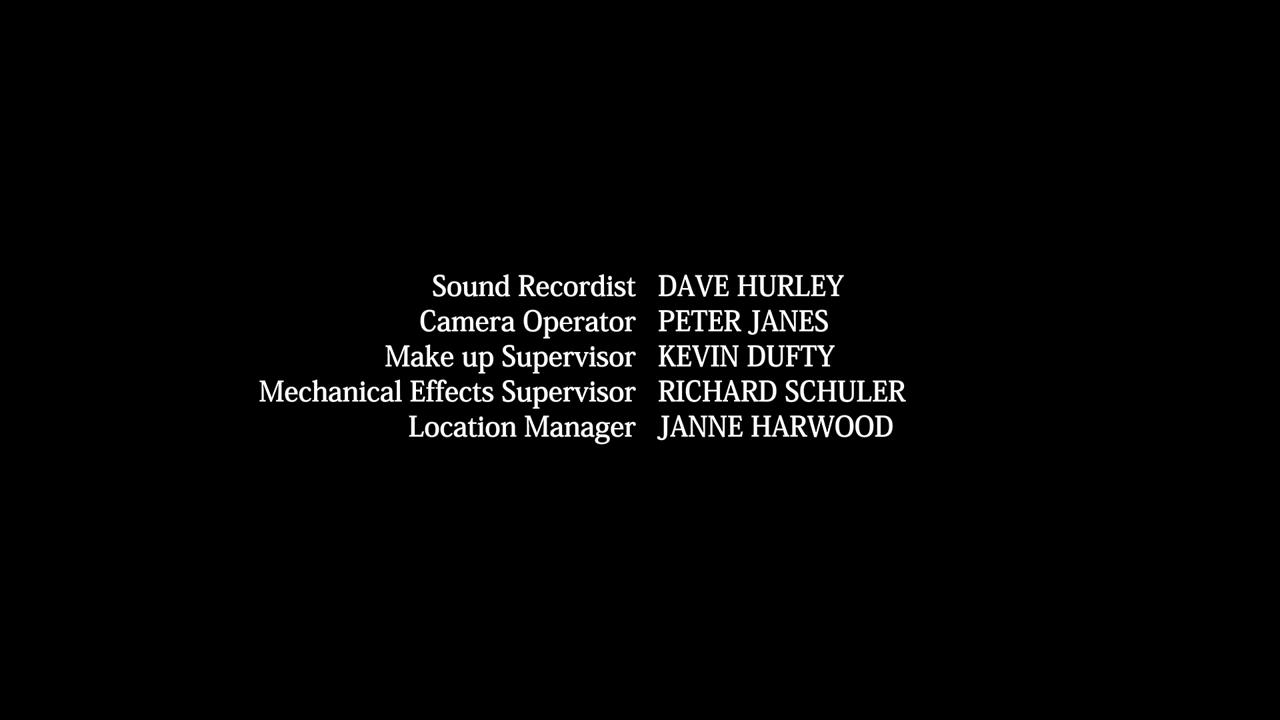 Sound Recordist DAVE HURLEY
Camera Operator PETER JANES
Make up Supervisor KEVIN DUFTY
Mechanical Effects Supervisor RICHARD SCHULER
Location Manager JANNE HARWOOD